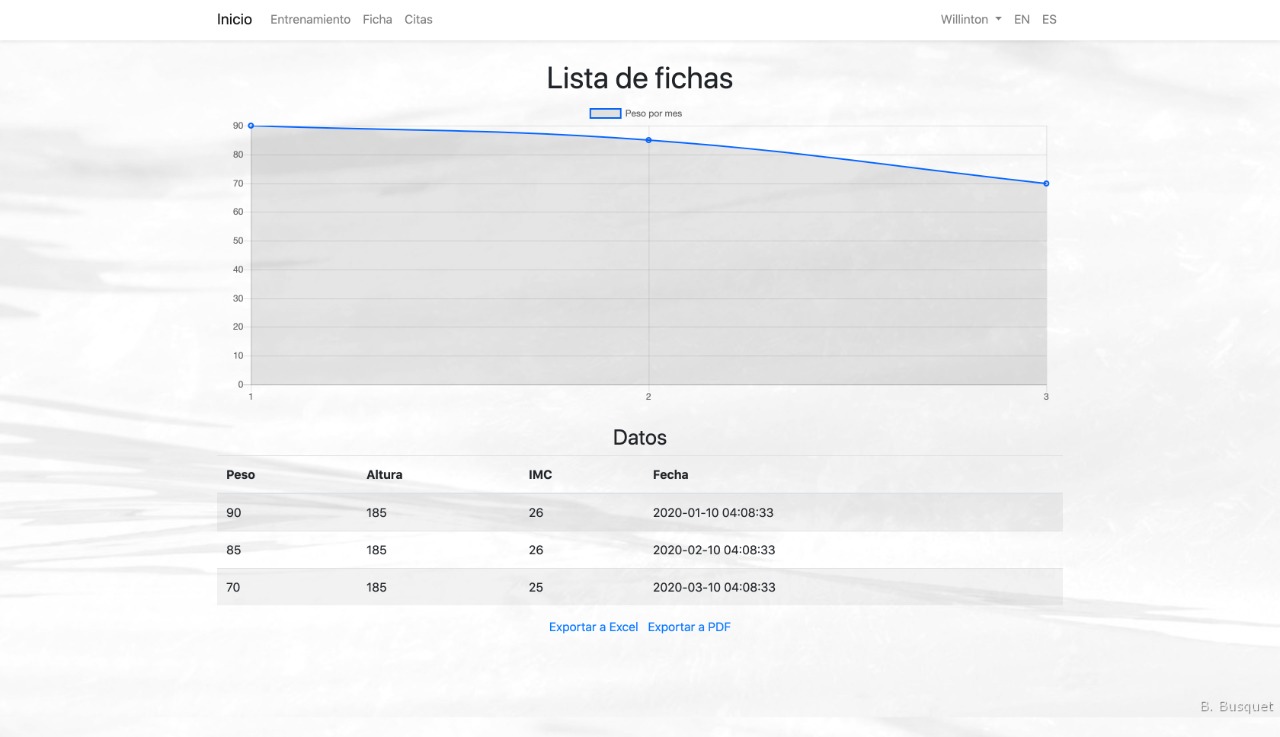 Inicio Entrenamiento Ficha Citas Willinton EN ES
Lista de fichas
Peso por mes
90
80
70
60
50
40
30
20
10
0
1 2 3
Datos
Peso Altura IMC Fecha
90 185 26 2020-01-10 04:08:33
85 185 26 2020-02-10 04:08:33
70 185 25 2020-03-10 04:08:33
Exportar a Excel Exportar a PDF
B. Busquet